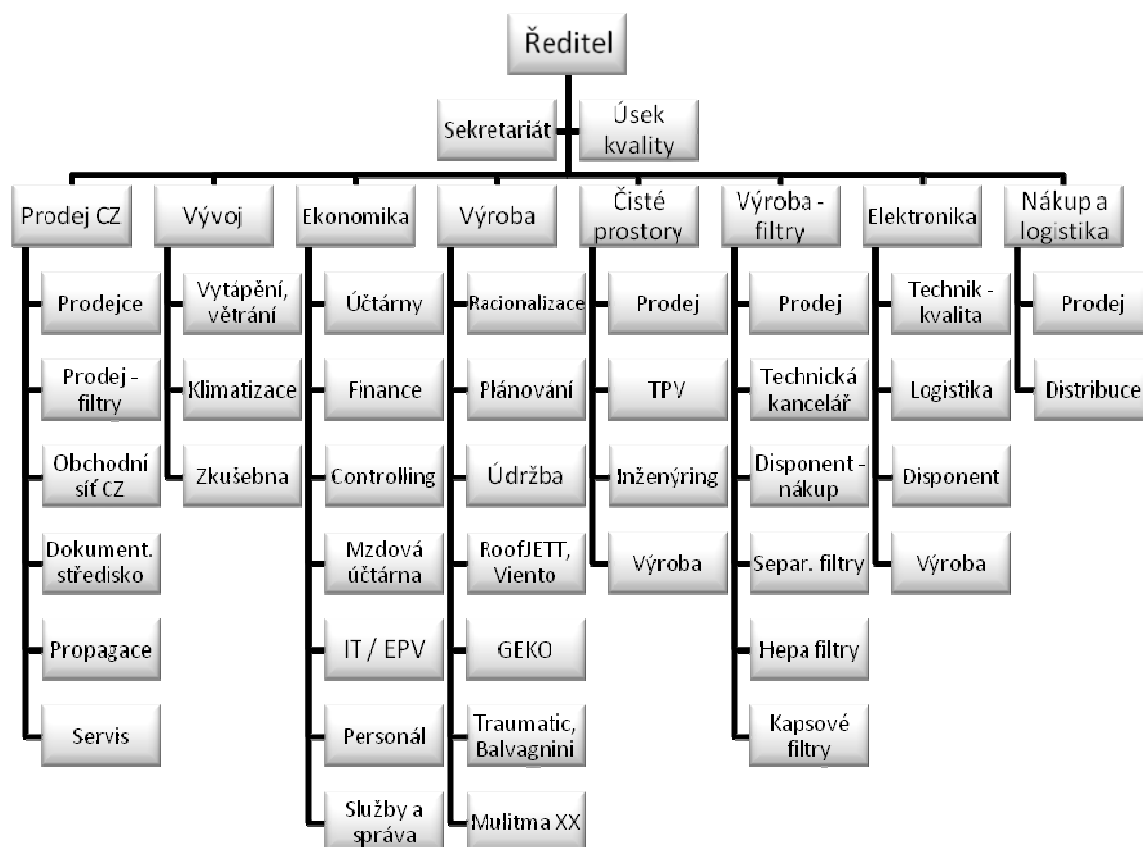 Ředitel
Sekretariát
Úsek
kvality
Prodej CZ
Vývoj
Ekonomika
Výroba
Čisté
prostory
Výroba -
filtry
Elektronika
Nákup a
logistika
Prodejce
Prodej -
filtry
Obchodní
síť CZ
Dokument.
středisko
Propagace
Servis
Vytápění,
větrání
Klimatizace
Zkušebna
Účtárny
Finance
Controlling
Mzdová
účtárna
IT / EPV
Personál
Služby a
správa
Racionalizace
Plánování
Údržba
RoofJETT,
Viento
GEKO
Traumatic,
Balvagnini
Mulitma XX
Prodej
TPV
Inženýring
Výroba
Prodej
Technická
kancelář
Disponent -
nákup
Separ. filtry
Hepa filtry
Kapsové
filtry
Technik -
kvalita
Logistika
Disponent
Výroba
Prodej
Distribuce